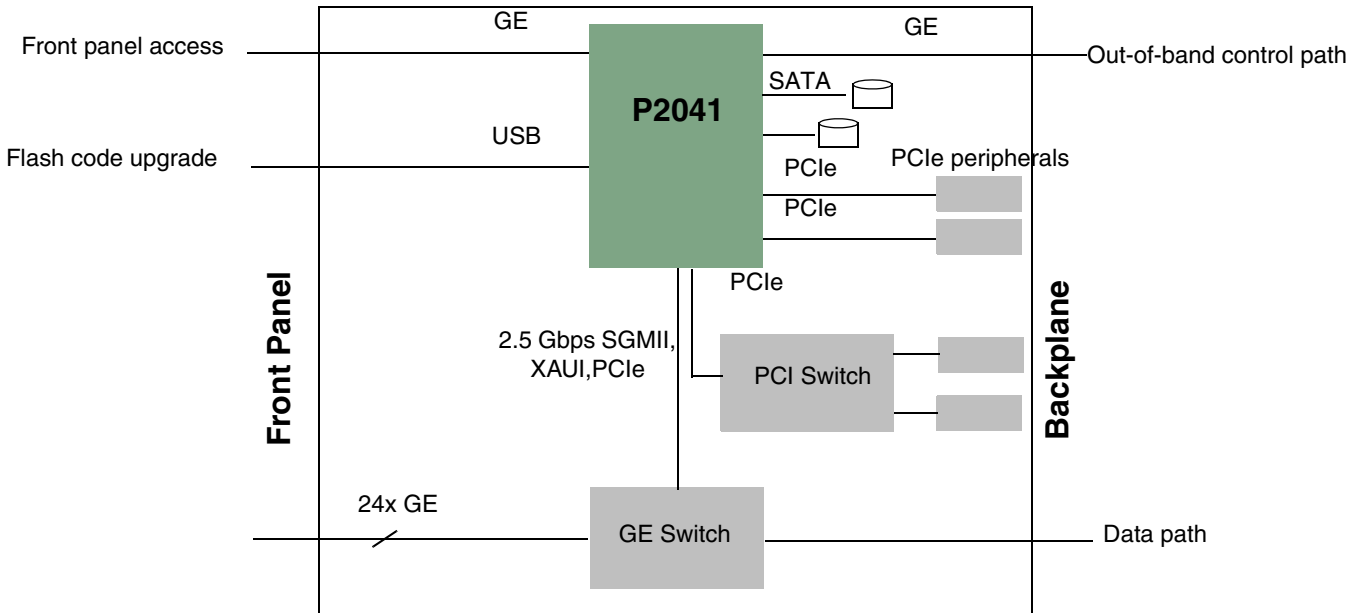 GE
GE
Front panel access
Out-of-band control path
SATA
P2041
USB
Flash code upgrade
PCIe
PCIe peripherals
PCIe
PCIe
Front Panel
Backplane
2.5 Gbps SGMII,
XAUI,PCIe
PCI Switch
24x GE
GE Switch
Data path